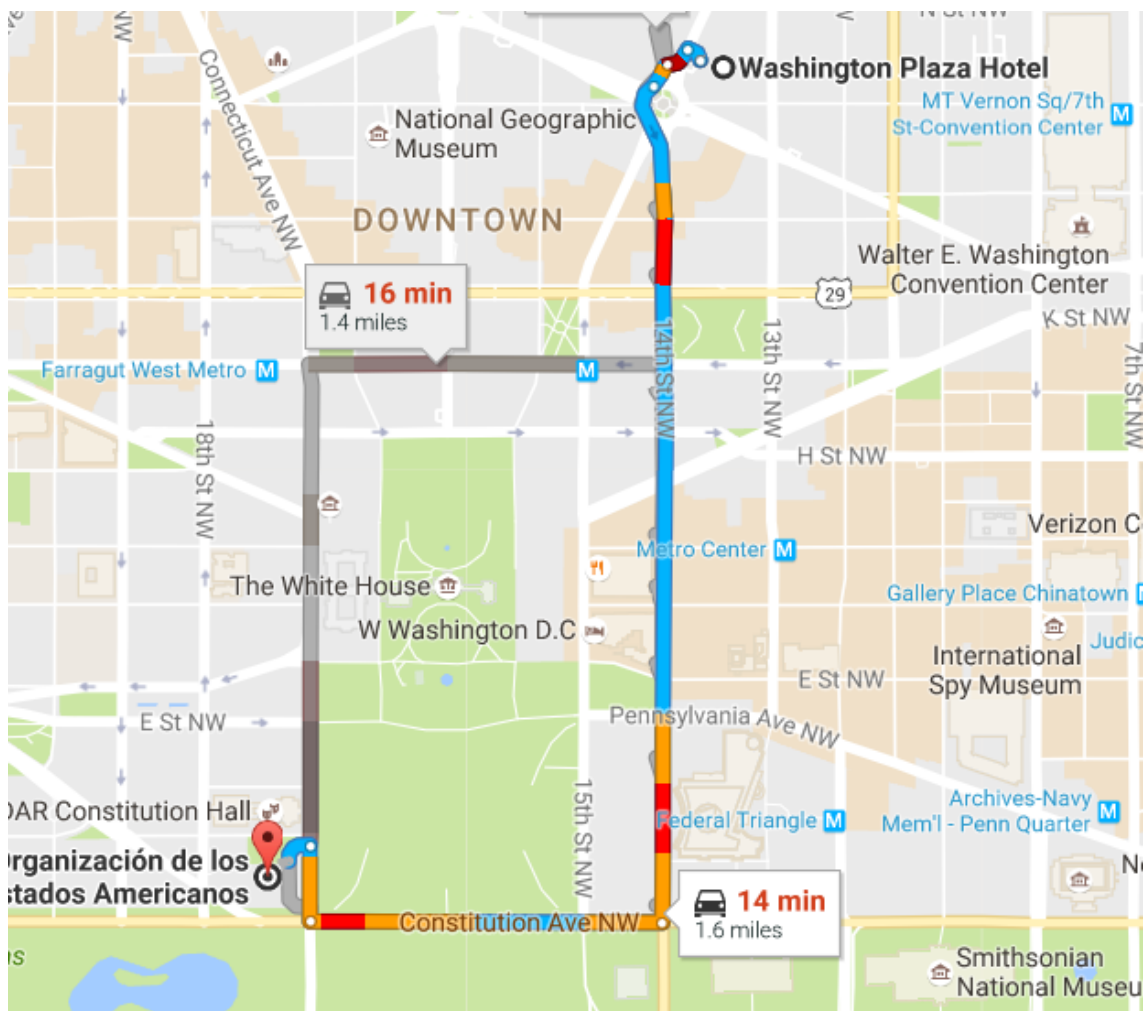 N St NW
Washington Plaza Hotel
MT Vernon Sq/7th
St-Convention Center
M
Connecticut Ave NW
National Geographic
Museum
DOWNTOWN
Walter E. Washington
Convention Center
16 min
1.4 miles
29
K St NW
Farragut West Metro M
M
14th St NW
13th St NW
7th St NW
18th St NW
H St NW
Verizon C
Metro Center M
The White House
Gallery Place Chinatown M
W Washington D.C
Judic
International
Spy Museum
E St NW
Pennsylvania Ave NW
E St NW
15th St NW
DAR Constitution Hall
Federal Triangle M
Archives-Navy
Mem'l - Penn Quarter
M
Organización de los
Estados Americanos
14 min
1.6 miles
Constitution Ave NW
Smithsonian
National Museu